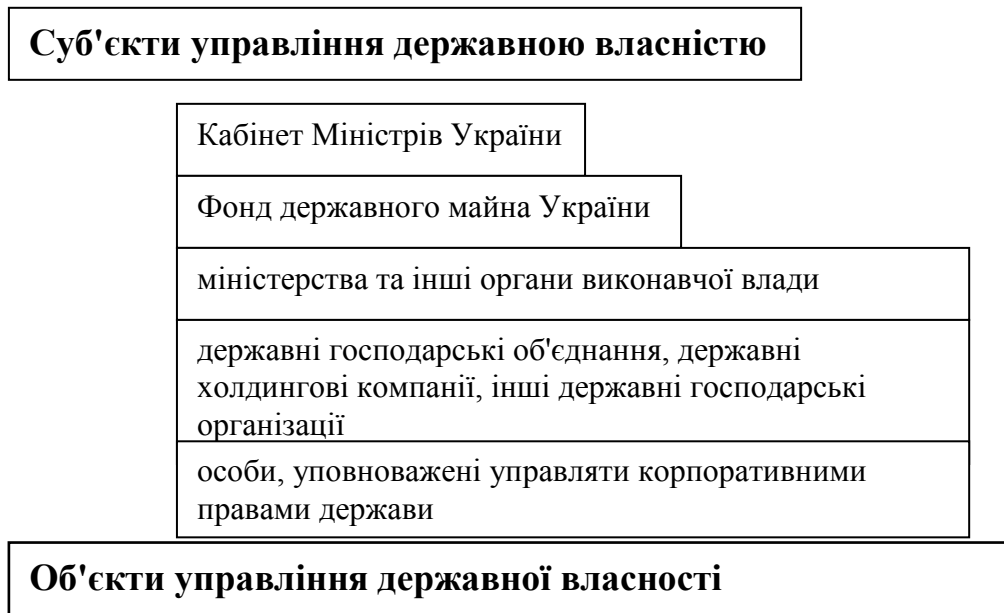 Суб'єкти управління державною власністю
Кабінет Міністрів України
Фонд державного майна України
міністерства та інші органи виконавчої влади
державні господарські об'єднання, державні
холдингові компанії, інші державні господарські
організації
особи, уповноважені управляти корпоративними
правами держави
Об'єкти управління державної власності